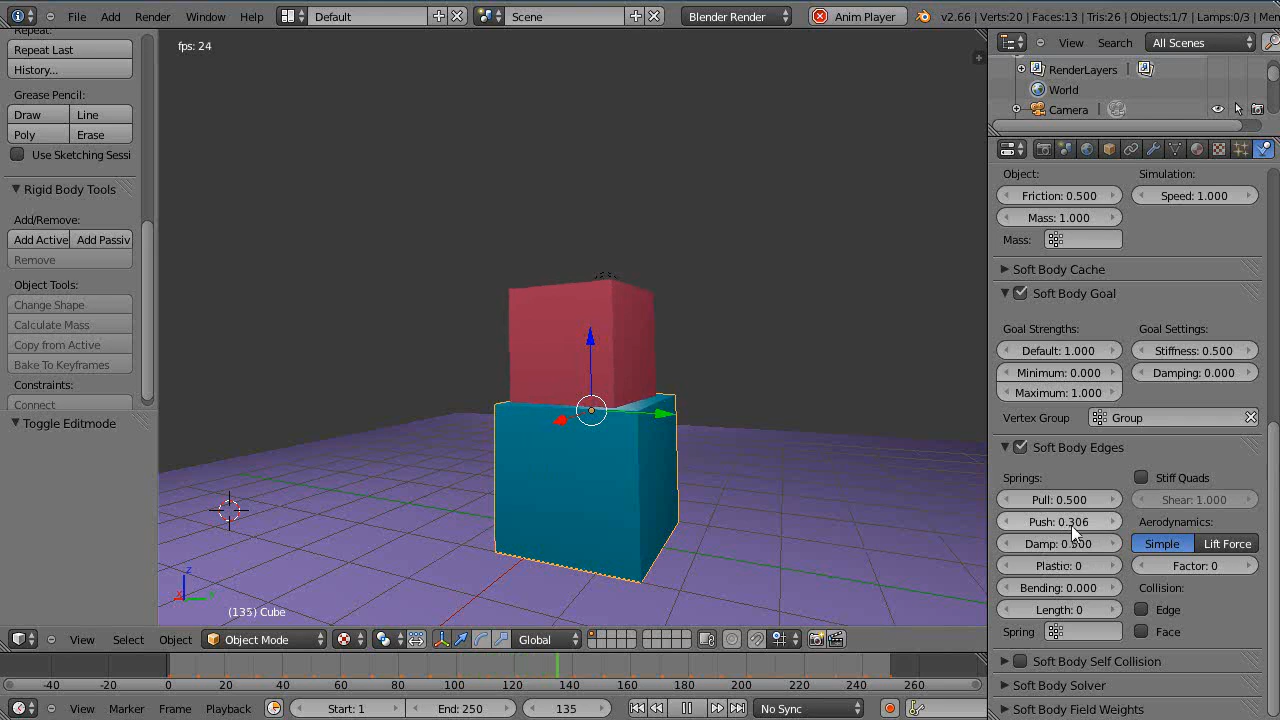 File Add Render Window Help Default Scene Blender Render Anim Player v2.66 | Verts:20 | Faces:13 | Tris:26 | Objects:1/7 | Lamps:0/3 |
Repeat:
Repeat Last
History...
Grease Pencil:
Draw Line
Poly Erase
Use Sketching Sessi
Rigid Body Tools
Add/Remove:
Add Active Add Passiv
Remove
Object Tools:
Change Shape
Calculate Mass
Copy from Active
Bake To Keyframes
Constraints:
Connect
Toggle Editmode
fps: 24
(135) Cube
View Search All Scenes
RenderLayers
World
Camera
Object: Simulation:
Friction: 0.500 Speed: 1.000
Mass: 1.000
Mass:
Soft Body Cache
Soft Body Goal
Goal Strengths: Goal Settings:
Default: 1.000 Stiffness: 0.500
Minimum: 0.000 Damping: 0.000
Maximum: 1.000
Vertex Group Group
Soft Body Edges
Springs: Stiff Quads
Pull: 0.500 Shear: 1.000
Push: 0.306 Aerodynamics:
Damp: 0.500 Simple Lift Force
Plastic: 0 Factor: 0
Bending: 0.000 Collision:
Length: 0 Edge
Spring Face
Soft Body Self Collision
Soft Body Solver
Soft Body Field Weights
View Select Object Object Mode Global
-40 -20 0 20 40 60 80 100 120 140 160 180 200 220 240 260
View Marker Frame Playback Start: 1 End: 250 135 No Sync
z